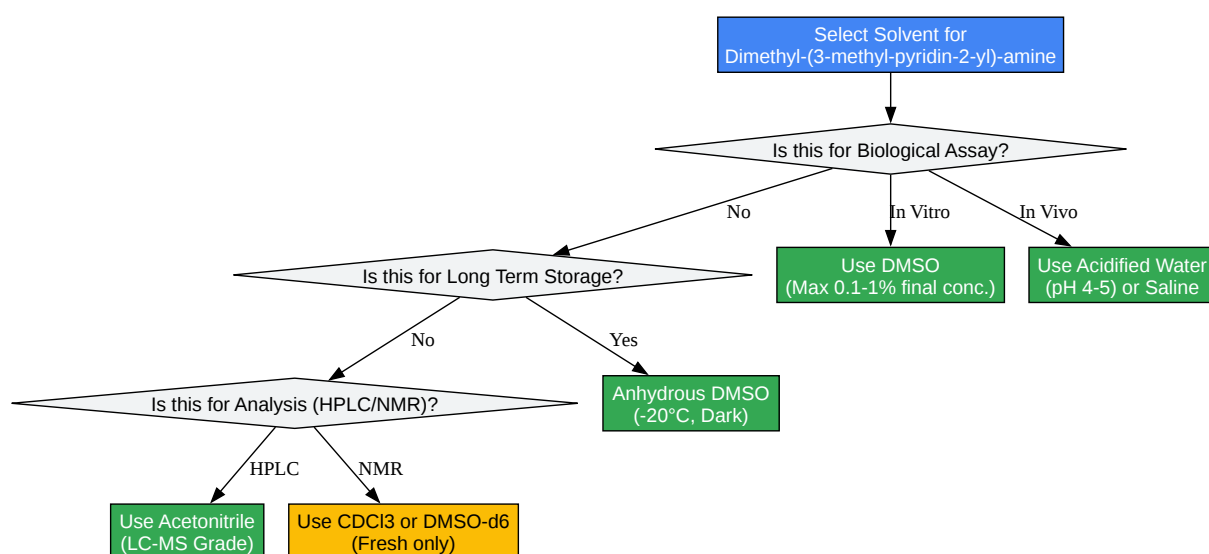 Select Solvent for
Dimethyl-(3-methyl-pyridin-2-yl)-amine
Is this for Biological Assay?
No
In Vitro
In Vivo
Is this for Long Term Storage?
Use DMSO
(Max 0.1-1% final conc.)
Use Acidified Water
(pH 4-5) or Saline
No
Yes
Is this for Analysis (HPLC/NMR)?
Anhydrous DMSO
(-20°C, Dark)
HPLC
NMR
Use Acetonitrile
(LC-MS Grade)
Use CDCl3 or DMSO-d6
(Fresh only)